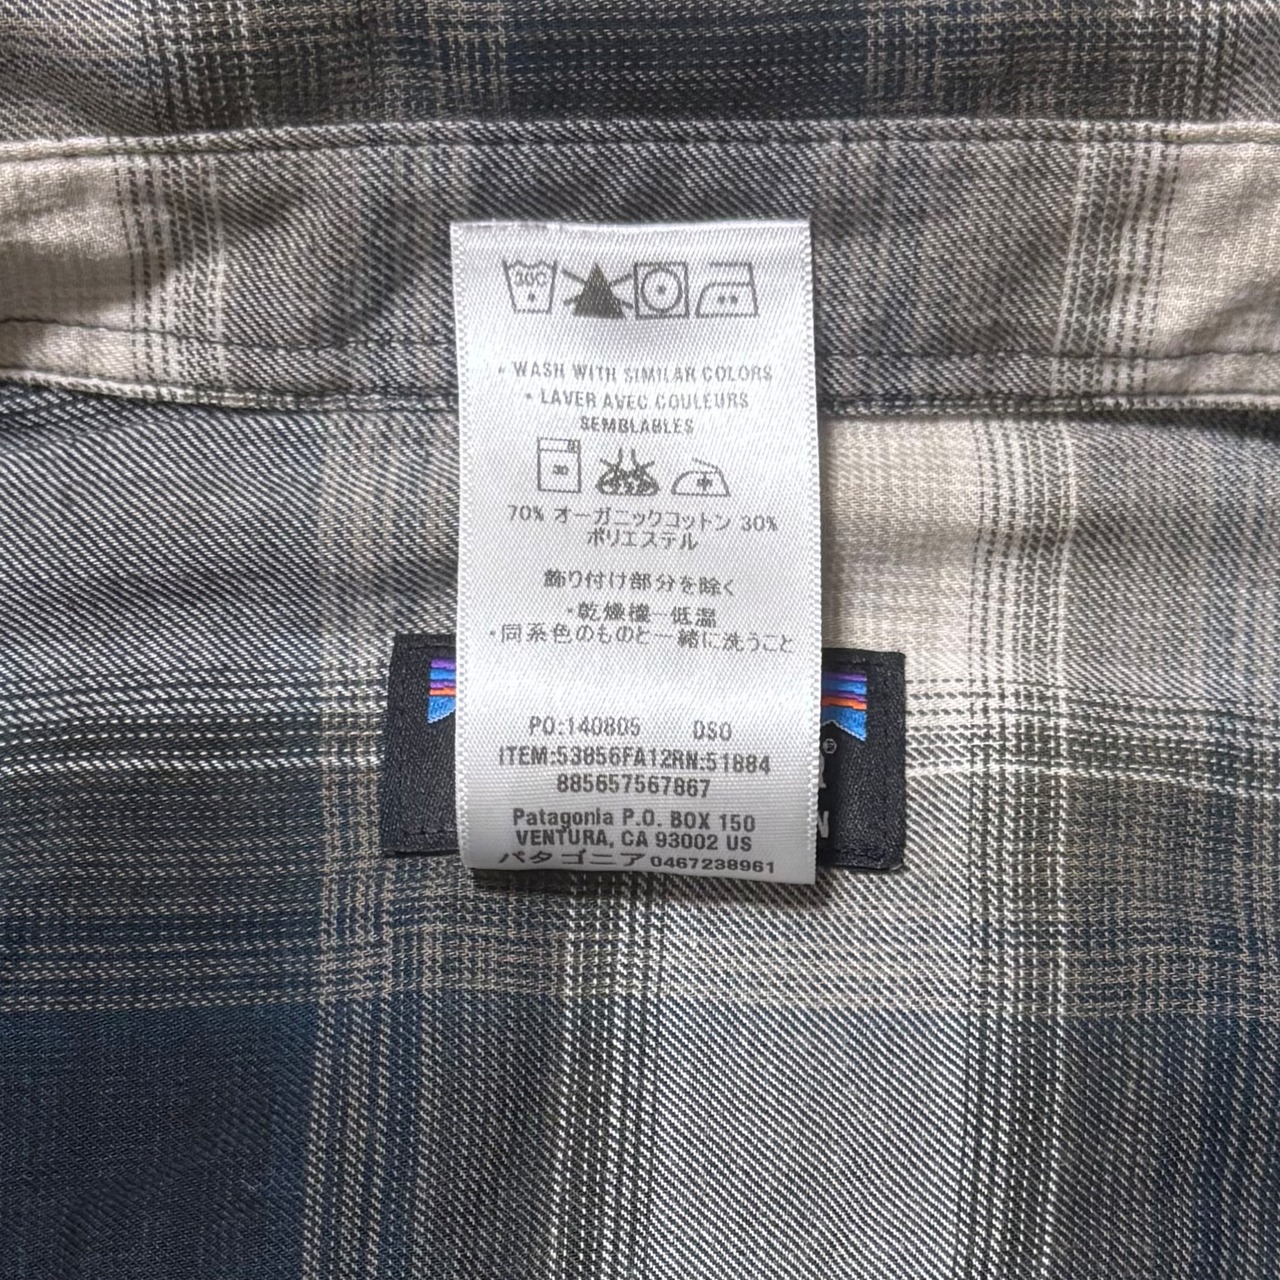 30C
• WASH WITH SIMILAR COLORS
• LAVER AVEC COULEURS
SEMBLABLES
30
中
70% オーガニックコットン 30%
ポリエステル
飾り付け部分を除く
・乾燥機ー低温
・同系色のものと一緒に洗うこと
PO:140805 DSO
ITEM:53856FA12RN:51884
885657567867
®
Patagonia P.O. BOX 150
VENTURA, CA 93002 US
パタゴニア 0467238961